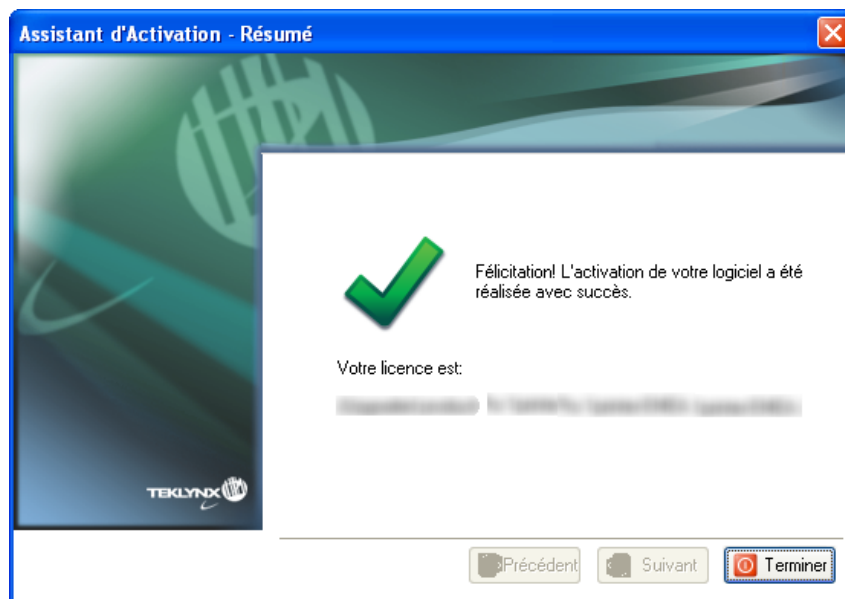 Assistant d'Activation - Résumé
Félicitation! L'activation de votre logiciel a été
réalisée avec succès.
Votre licence est:
TEKLYNX
Précédent
Suivant
Terminer